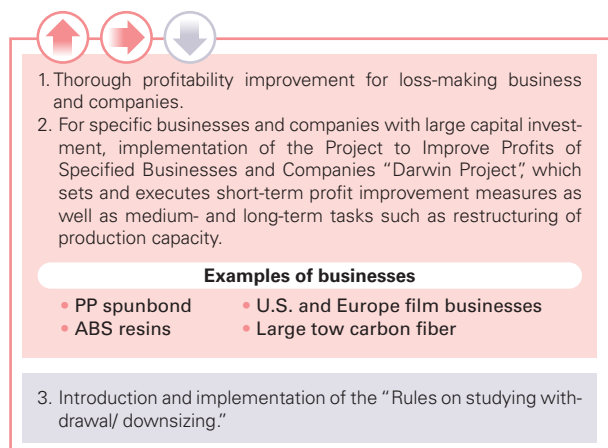 1. Thorough profitability improvement for loss-making business
and companies.
2. For specific businesses and companies with large capital invest-
ment, implementation of the Project to Improve Profits of
Specified Businesses and Companies “Darwin Project”, which
sets and executes short-term profit improvement measures as
well as medium- and long-term tasks such as restructuring of
production capacity.
Examples of businesses
• PP spunbond • U.S. and Europe film businesses
• ABS resins • Large tow carbon fiber
3. Introduction and implementation of the “Rules on studying with-
drawal/ downsizing.”